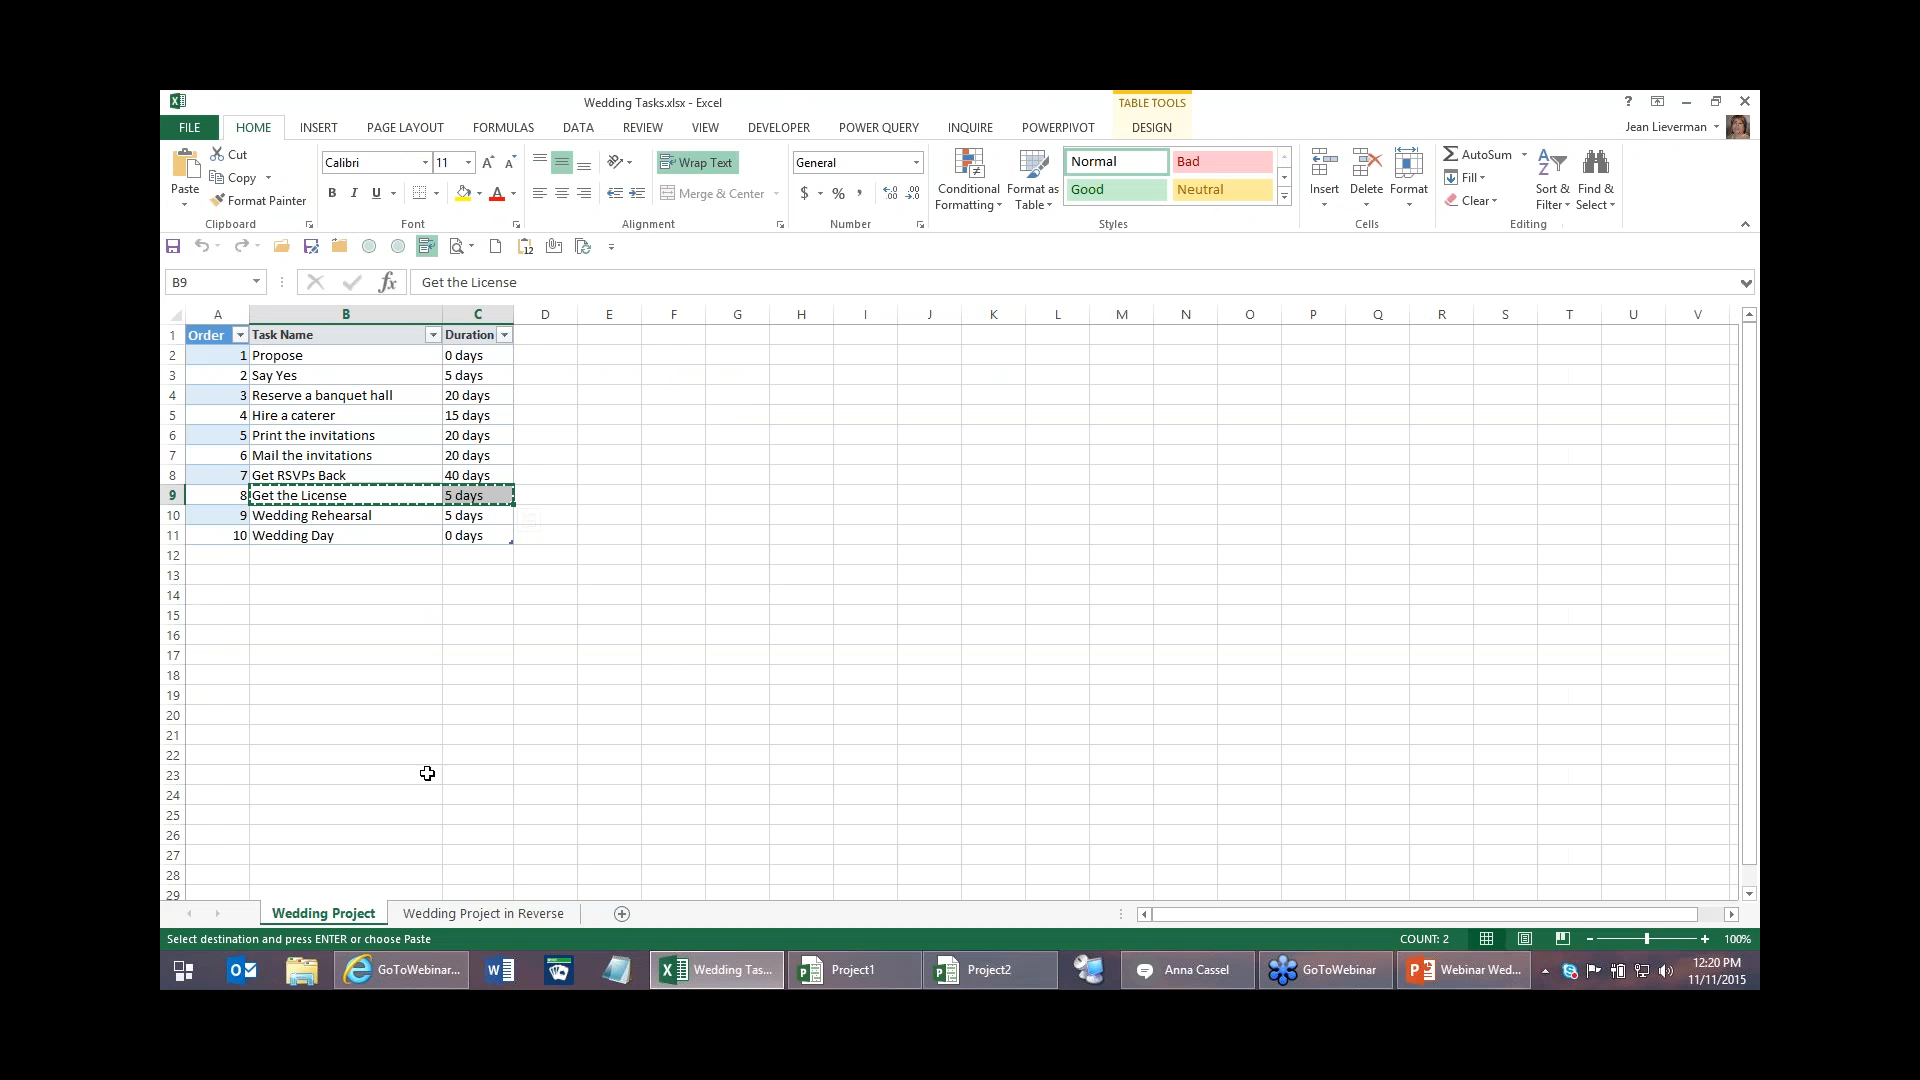 Wedding Tasks.xlsx - Excel
TABLE TOOLS
?
FILE HOME INSERT PAGE LAYOUT FORMULAS DATA REVIEW VIEW DEVELOPER POWER QUERY INQUIRE POWERPIVOT DESIGN Jean Lieverman
Paste
Cut
Copy
Format Painter
Clipboard
Calibri 11
B I U
Font
Wrap Text
Merge & Center
Alignment
General
$ % ,
Number
Conditional Formatting
Format as Table
Normal Bad
Good Neutral
Styles
Insert Delete Format
Cells
AutoSum
Fill
Clear
Sort & Filter
Find & Select
Editing
B9 fx Get the License
A B C D E F G H I J K L M N O P Q R S T U V
1 Order Task Name Duration
2 1 Propose 0 days
3 2 Say Yes 5 days
4 3 Reserve a banquet hall 20 days
5 4 Hire a caterer 15 days
6 5 Print the invitations 20 days
7 6 Mail the invitations 20 days
8 7 Get RSVPs Back 40 days
9 8 Get the License 5 days
10 9 Wedding Rehearsal 5 days
11 10 Wedding Day 0 days
12
13
14
15
16
17
18
19
20
21
22
23
24
25
26
27
28
29
Wedding Project Wedding Project in Reverse
Select destination and press ENTER or choose Paste COUNT: 2 100%
GoToWebinar... Wedding Tas... Project1 Project2 Anna Cassel GoToWebinar Webinar Wed... 12:20 PM
11/11/2015